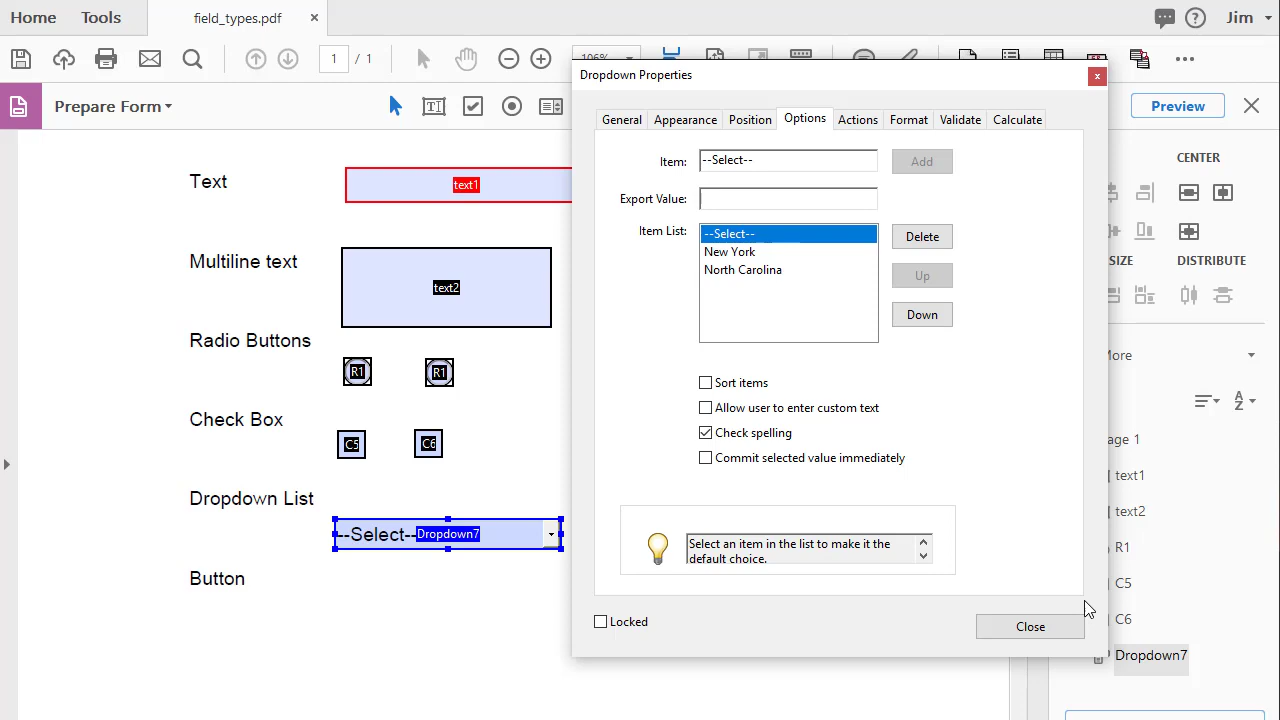 Home
Tools
field_types.pdf
Jim
1
/ 1
106%
Dropdown Properties
Prepare Form
General
Appearance
Position
Options
Actions
Format
Validate
Calculate
Preview
Text
text1
Item:
--Select--
Add
CENTER
Export Value:
Item List:
--Select--
New York
North Carolina
Delete
Up
Down
Multiline text
text2
SIZE
DISTRIBUTE
Radio Buttons
R1
R1
Sort items
Allow user to enter custom text
Check spelling
Commit selected value immediately
Check Box
C5
C6
Dropdown List
--Select--
Dropdown7
Select an item in the list to make it the
default choice.
Button
Locked
Close
text1
text2
R1
C5
C6
Dropdown7